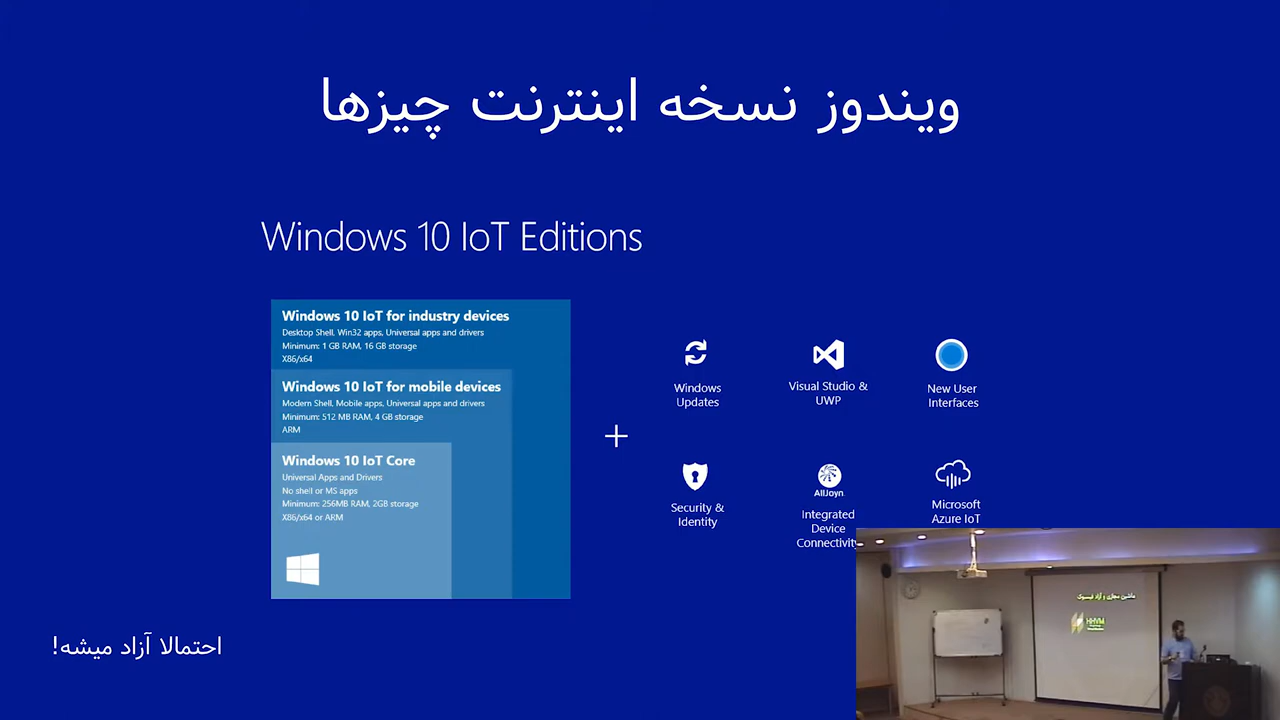 ویندوز نسخه اینترنت چیزها
Windows 10 IoT Editions
Windows 10 IoT for industry devices
Desktop Shell, Win32 apps, Universal apps and drivers
Minimum: 1 GB RAM, 16 GB storage
X86/x64
Windows 10 IoT for mobile devices
Modern Shell, Mobile apps, Universal apps and drivers
Minimum: 512 MB RAM, 4 GB storage
ARM
Windows 10 IoT Core
Universal Apps and Drivers
No shell or MS apps
Minimum: 256MB RAM, 2GB storage
X86/x64 or ARM
+
Windows
Updates
Visual Studio &
UWP
New User
Interfaces
Security &
Identity
AllJoyn.
Integrated
Device
Connectivity
Microsoft
Azure IoT
احتمالا آزاد میشه!
ماشین مجازی و آزاد فیسبوک
HHVM